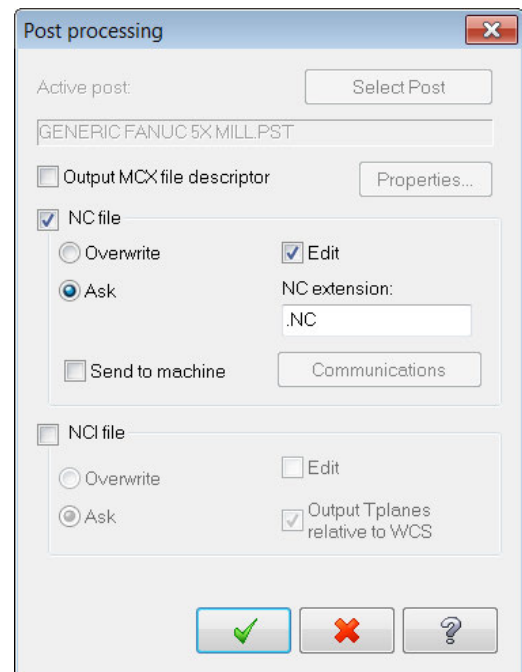 Post processing
Active post:
Select Post
GENERIC FANUC 5X MILL.PST
Output MCX file descriptor
Properties...
NC file
Overwrite
Edit
Ask
NC extension:
.NC
Send to machine
Communications
NCI file
Overwrite
Edit
Ask
Output Tplanes
relative to WCS